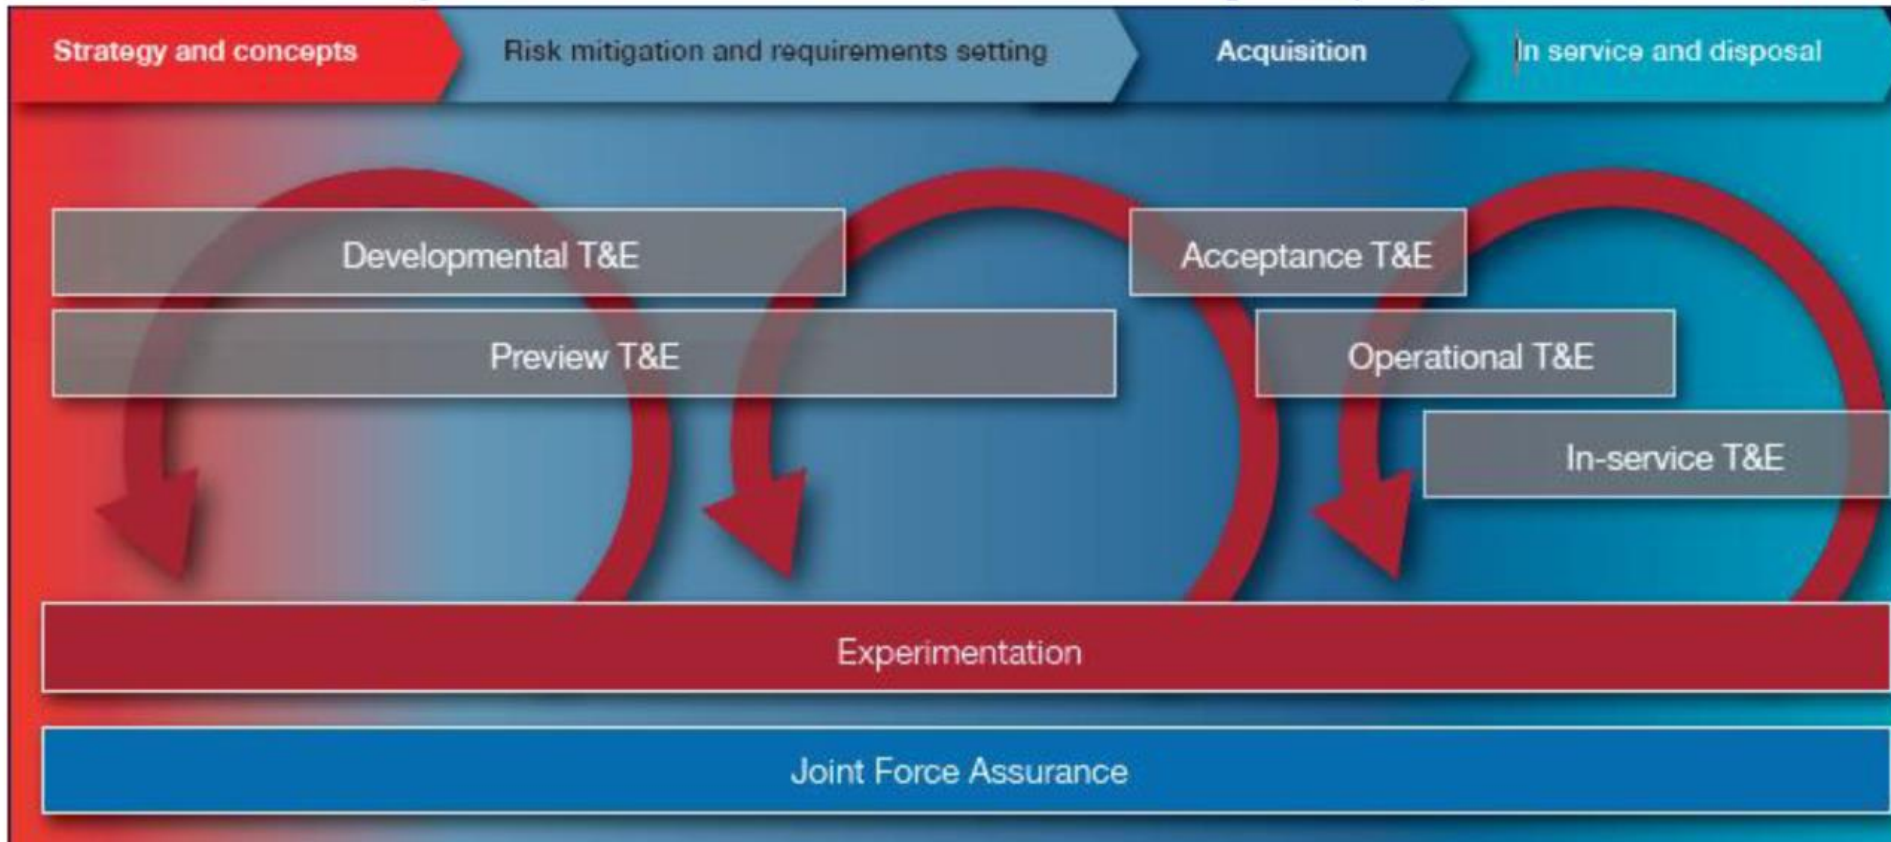 Strategy and concepts
Risk mitigation and requirements setting
Acquisition
In service and disposal
Developmental T&E
Acceptance T&E
Preview T&E
Operational T&E
In-service T&E
Experimentation
Joint Force Assurance